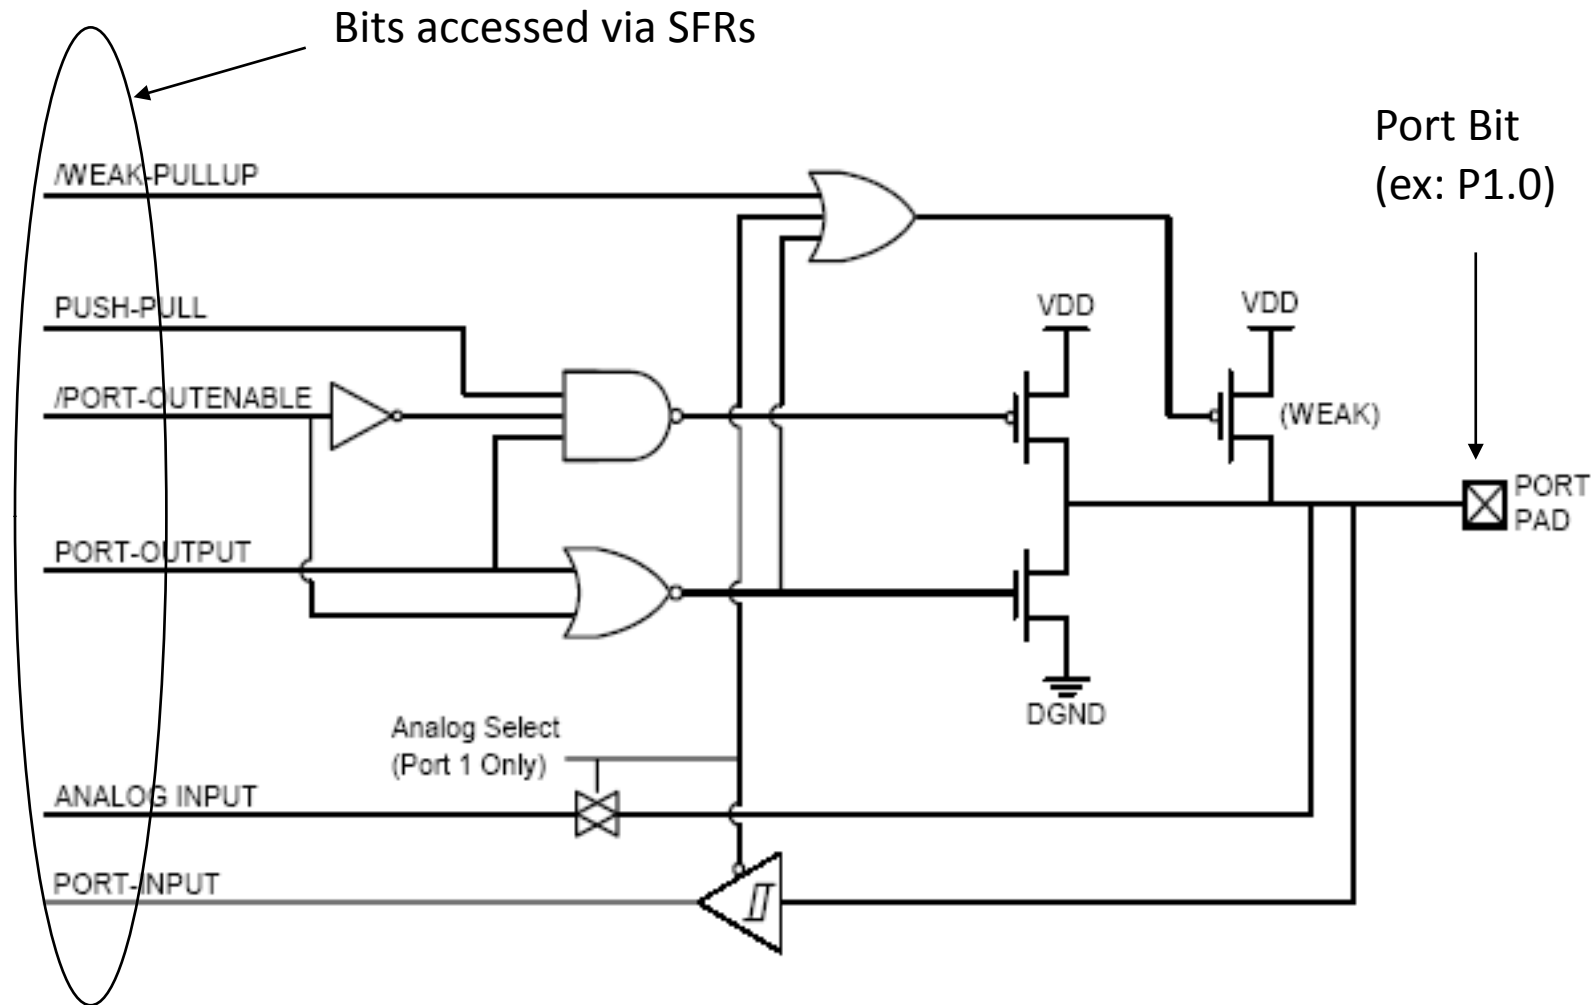 Bits accessed via SFRs
Port Bit
(ex: P1.0)
/WEAK-PULLUP
PUSH-PULL
VDD
VDD
/PORT-OUTENABLE
(WEAK)
PORT
PAD
PORT-OUTPUT
DGND
Analog Select
(Port 1 Only)
ANALOG INPUT
PORT-INPUT